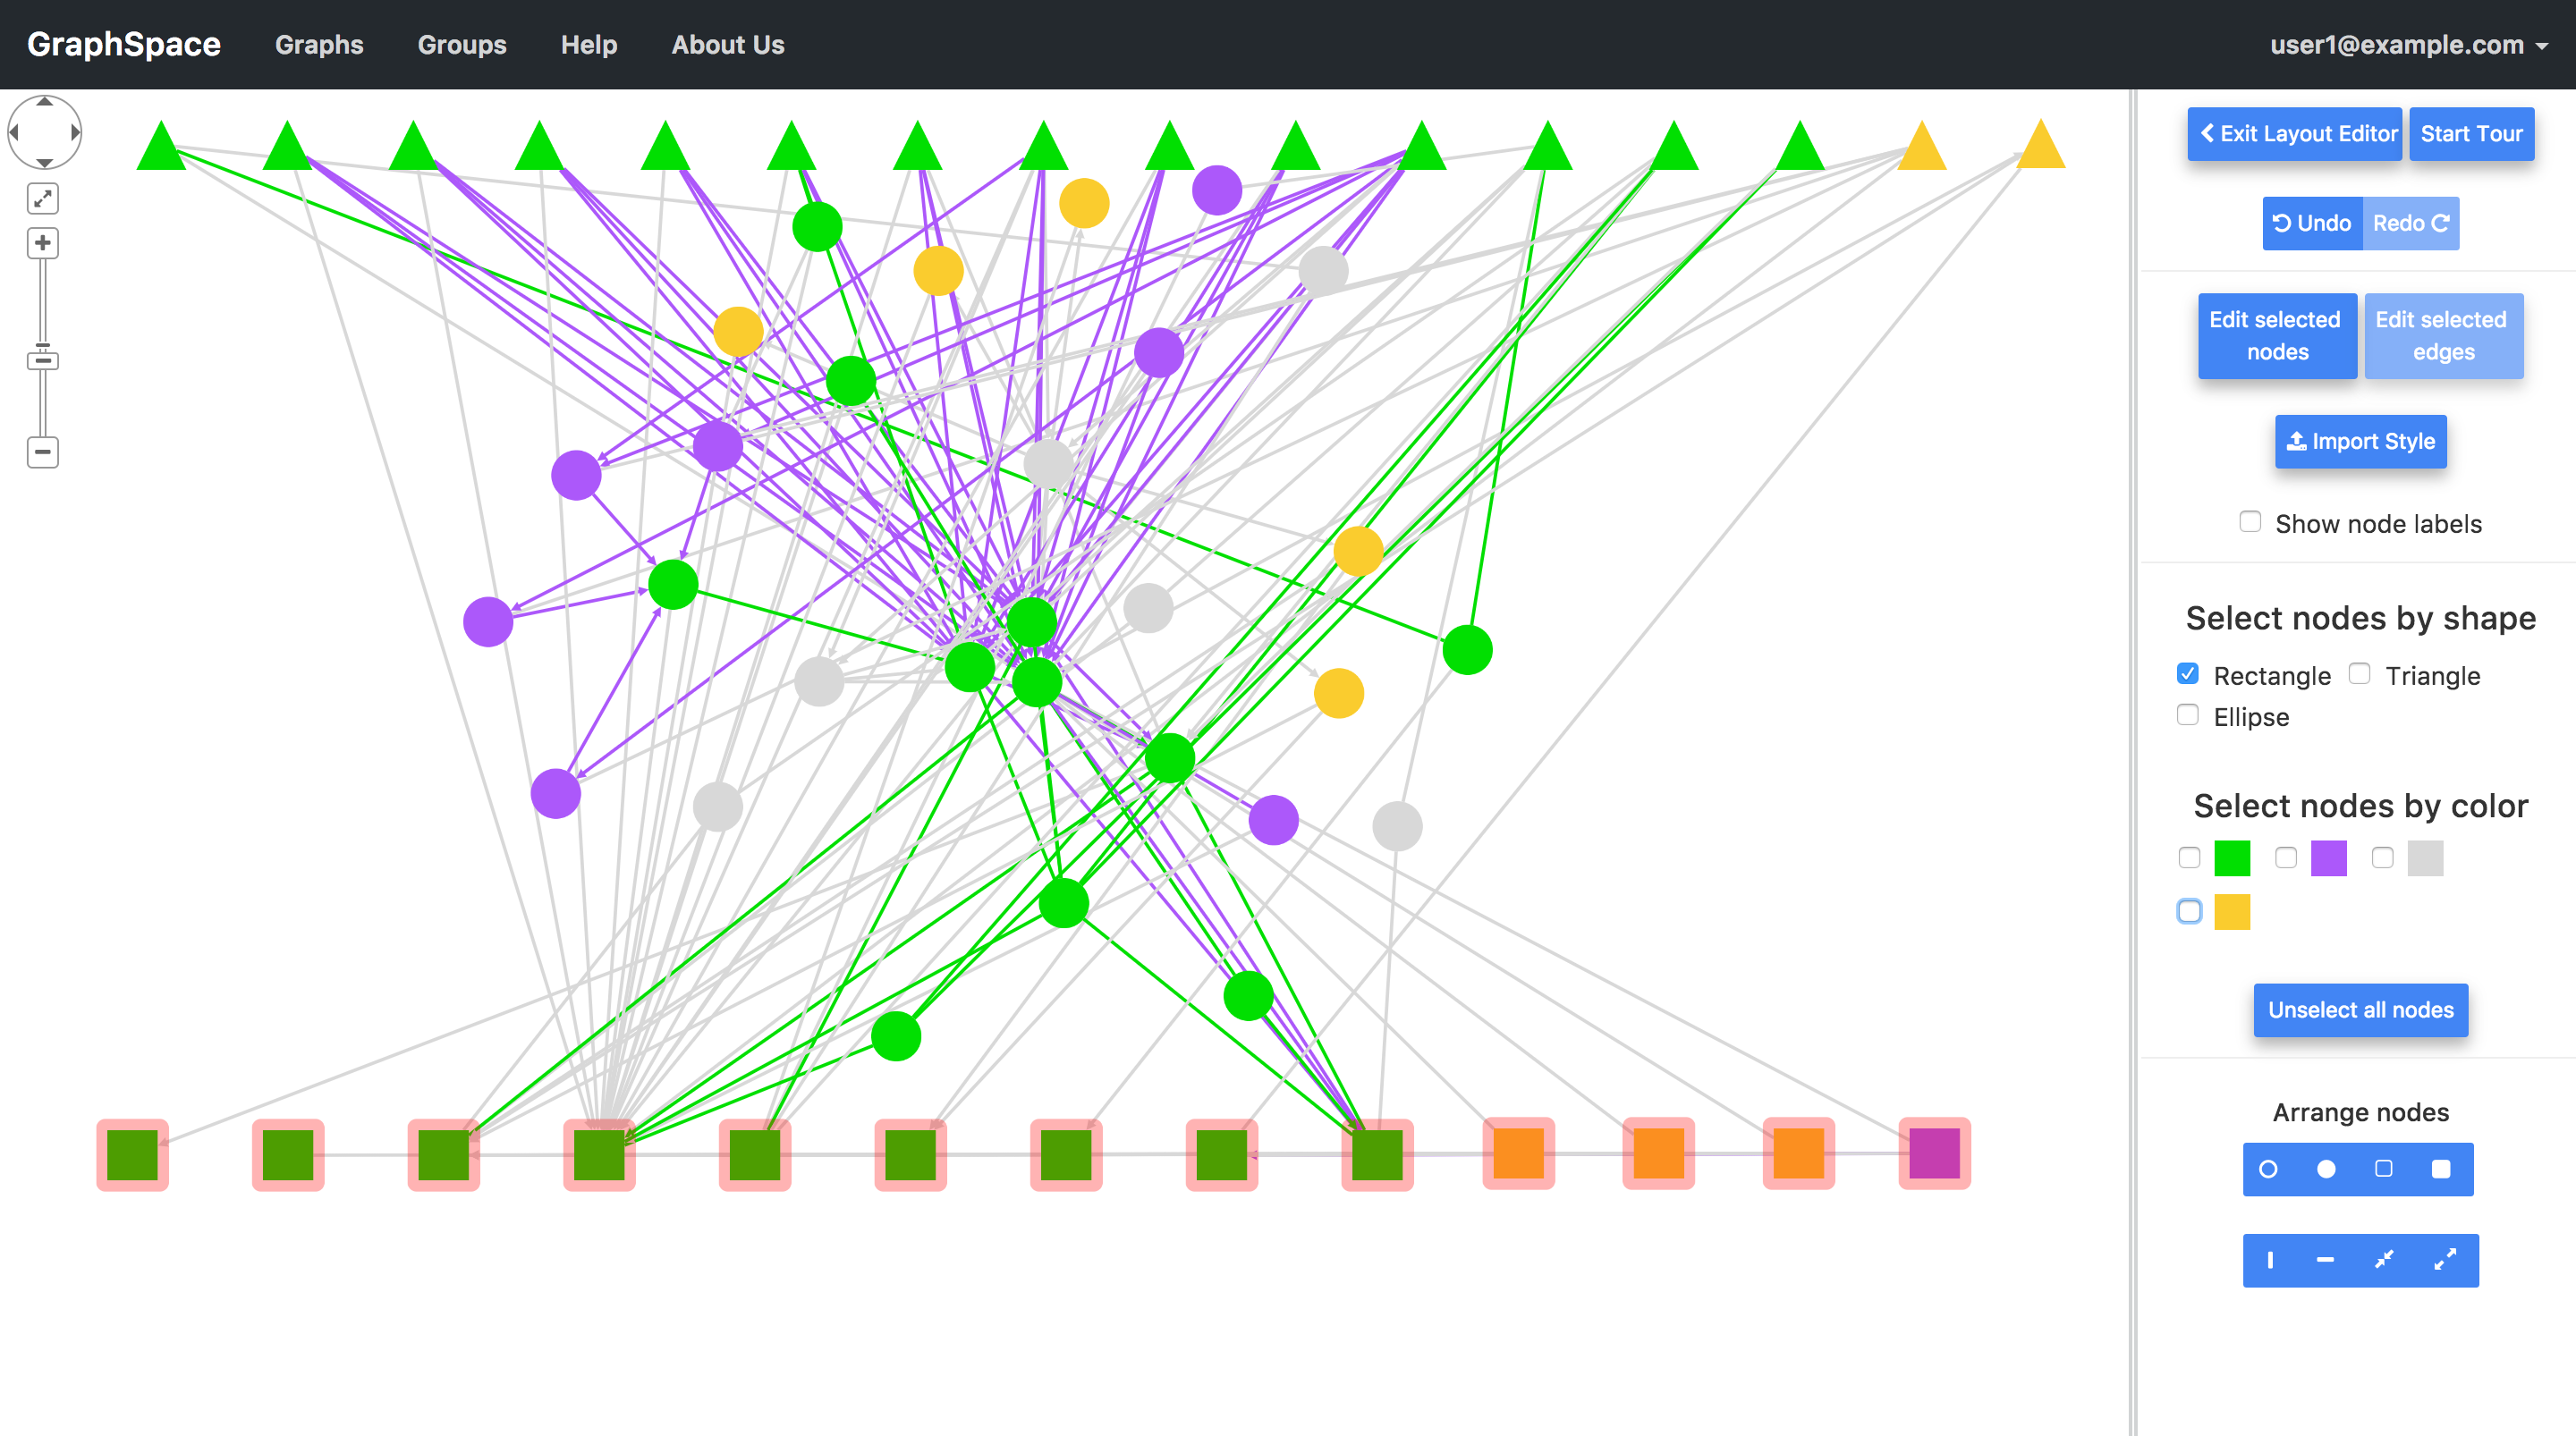 GraphSpace Graphs Groups Help About Us user1@example.com
Exit Layout Editor Start Tour
Undo Redo
Edit selected nodes Edit selected edges
Import Style
Show node labels
Select nodes by shape
Rectangle Triangle
Ellipse
Select nodes by color
Unselect all nodes
Arrange nodes